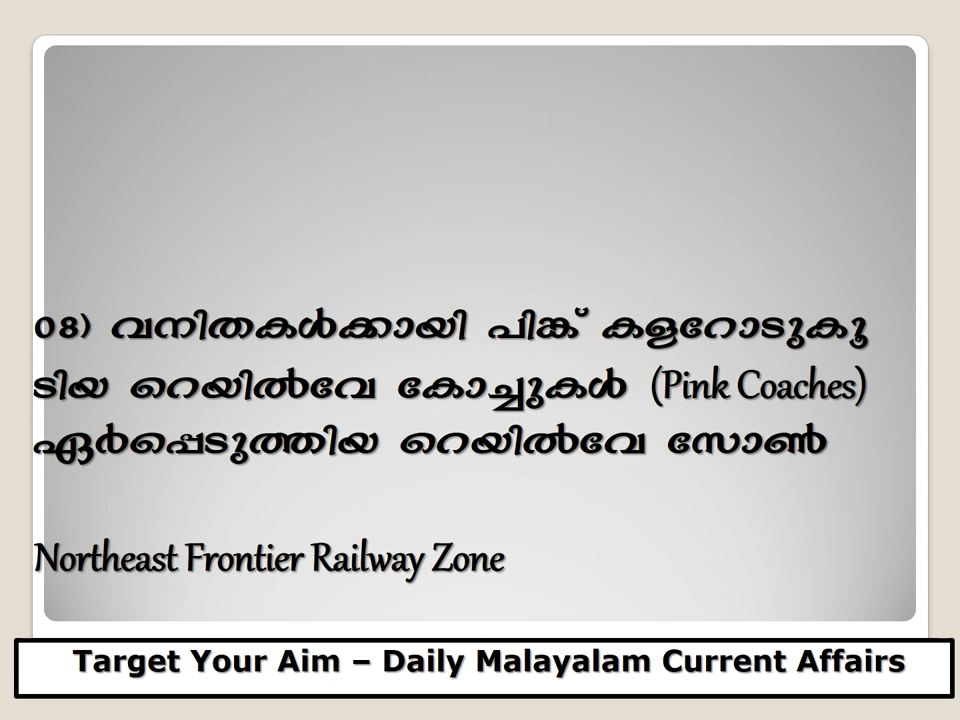 08) വനിതകൾക്കായി പിങ്ക് കളറോടുകൂ
ടിയ റെയിൽവേ കോച്ചുകൾ (Pink Coaches)
ഏർപ്പെടുത്തിയ റെയിൽവേ സോൺ
Northeast Frontier Railway Zone
Target Your Aim – Daily Malayalam Current Affairs